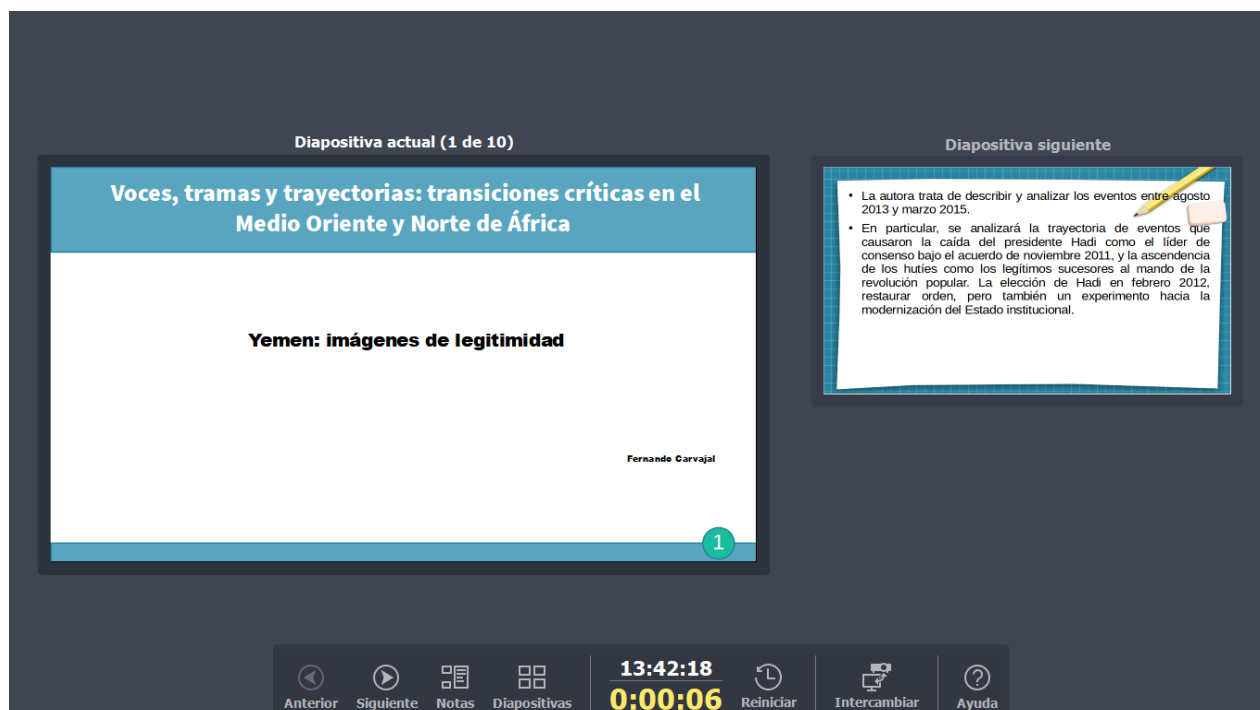 Diapositiva actual (1 de 10)
Voces, tramas y trayectorias: transiciones críticas en el
Medio Oriente y Norte de África
Yemen: imágenes de legitimidad
Fernando Carvajal
1
Diapositiva siguiente
• La autora trata de describir y analizar los eventos entre agosto
2013 y marzo 2015.
• En particular, se analizará la trayectoria de eventos que
causaron la caída del presidente Hadi como el líder de
consenso bajo el acuerdo de noviembre 2011, y la ascendencia
de los hutíes como los legítimos sucesores al mando de la
revolución popular. La elección de Hadi en febrero 2012,
restaurar orden, pero también un experimento hacia la
modernización del Estado institucional.
Anterior
Siguiente
Notas
Diapositivas
13:42:18
0:00:06
Reiniciar
Intercambiar
Ayuda